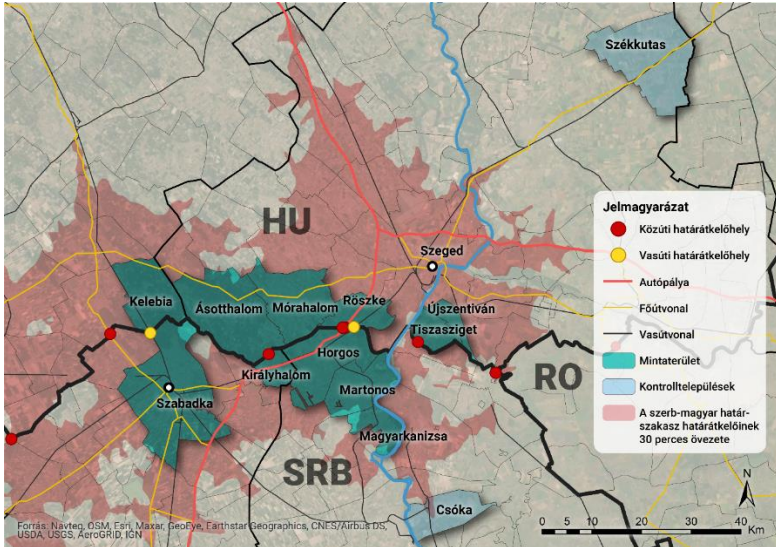 Székkutas
HU
Szeged
Kelebia
Ásotthalom
Mórahalom
Röszke
Újszentiván
Tiszasziget
Horgos
Királyhalom
Martonos
Szabadka
Magyarkanizsa
RO
SRB
Csóka
Jelmagyarázat
Közúti határátkelőhely
Vasúti határátkelőhely
Autópálya
Főútvonal
Vasútvonal
Mintaterület
Kontrolltelepülések
A szerb-magyar határ-
szakasz határátkelőinek
30 perces övezete
N
0 5 10 20 30 40
Km
Forrás: Navteq, OSM, Esri, Maxar, GeoEye, Earthstar Geographics, CNES/Airbus DS,
USDA, USGS, AeroGRID, IGN